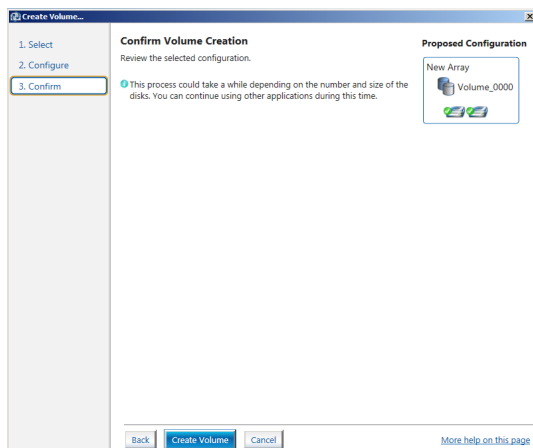 Create Volume...
1. Select
2. Configure
3. Confirm
Confirm Volume Creation
Review the selected configuration.
This process could take a while depending on the number and size of the
disks. You can continue using other applications during this time.
Proposed Configuration
New Array
Volume_0000
Back
Create Volume
Cancel
More help on this page